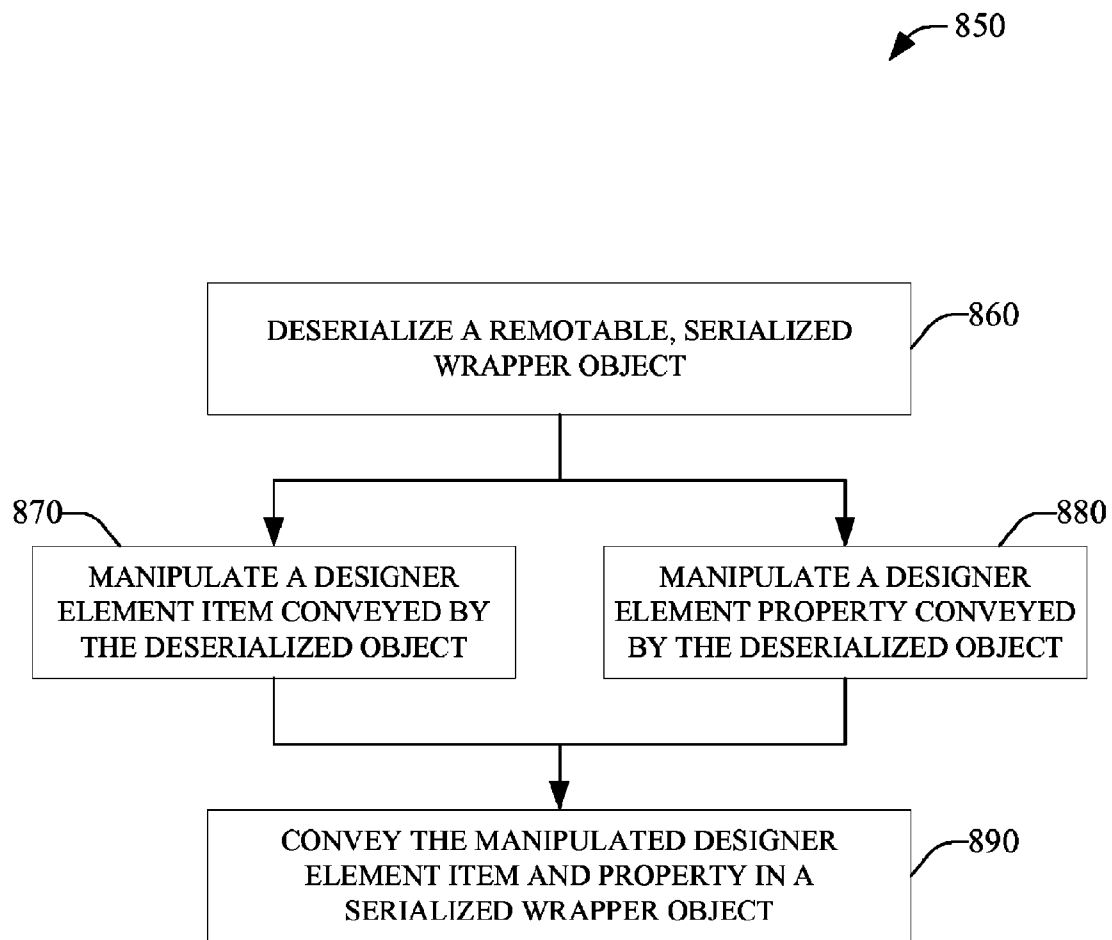 850
DESERIALIZE A REMOTABLE, SERIALIZED
WRAPPER OBJECT
860
870
880
MANIPULATE A DESIGNER
ELEMENT ITEM CONVEYED BY
THE DESERIALIZED OBJECT
MANIPULATE A DESIGNER
ELEMENT PROPERTY CONVEYED
BY THE DESERIALIZED OBJECT
CONVEY THE MANIPULATED DESIGNER
ELEMENT ITEM AND PROPERTY IN A
SERIALIZED WRAPPER OBJECT
890